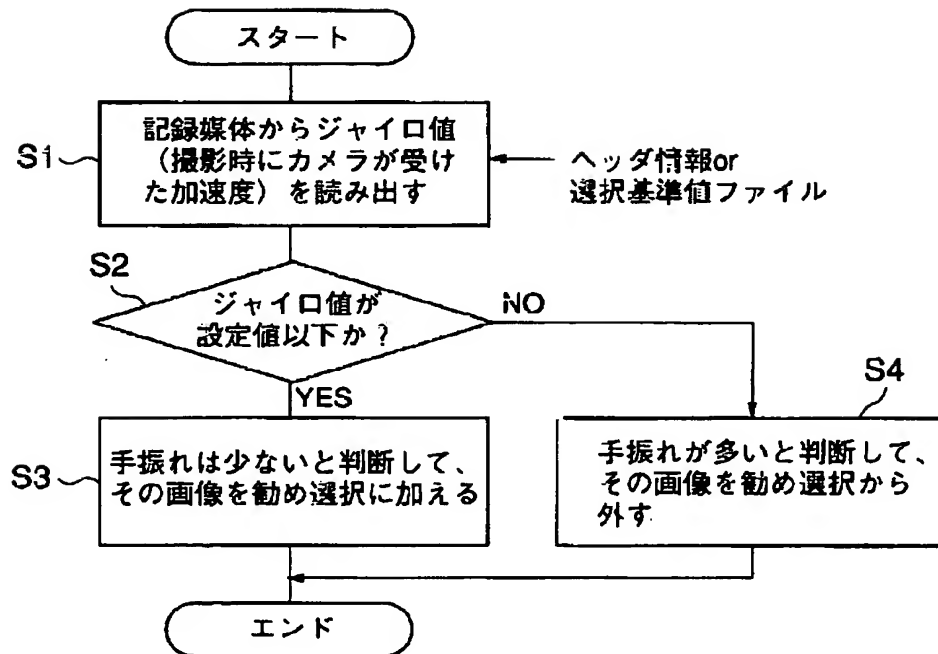 スタート
S1
記録媒体からジャイロ値
（撮影時にカメラが受け
た加速度）を読み出す
ヘッダ情報or
選択基準値ファイル
S2
ジャイロ値が
設定値以下か？
NO
YES
S4
S3
手振れは少ないと判断して、
その画像を勧め選択に加える
手振れが多いと判断して、
その画像を勧め選択から
外す
エンド